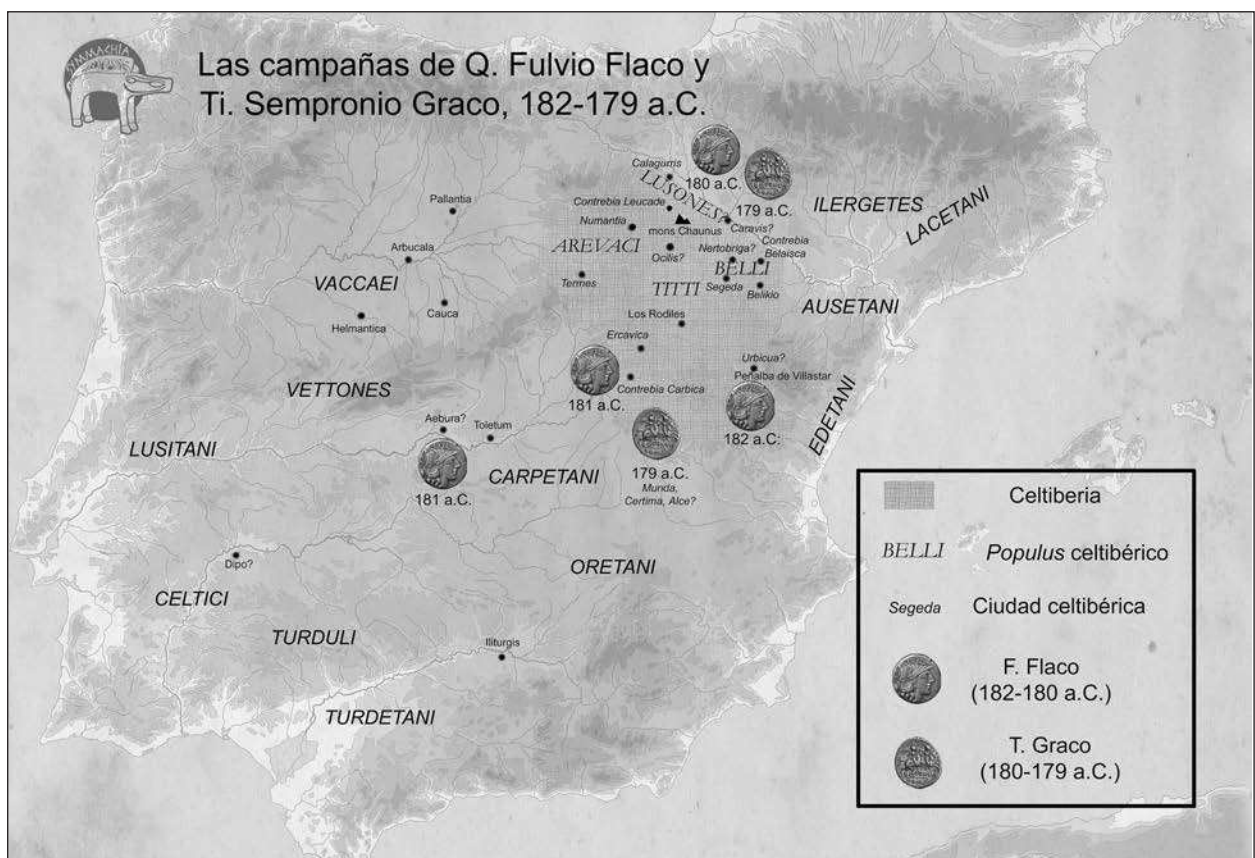 SYMMACHIA
Las campañas de Q. Fulvio Flaco y
Ti. Sempronio Graco, 182-179 a.C.
Calagurris
180 a.C.
179 a.C.
LUSONES
ILERGETES
LACETANI
Pallantia
Contrebia Leucade
Numantia
mons Chaunus
Caravis?
AREVACI
Arbucala
Ocilis?
Nertobriga?
Contrebia
Belaisca
BELLI
VACCAEI
Termes
TITTI
Segeda
Belikio
AUSETANI
Cauca
Helmantica
Los Rodiles
Ercavica
Urbicua?
Peñalba de Villastar
VETTONES
181 a.C.
Contrebia Carbica
182 a.C:
EDETANI
Aebura?
Toletum
LUSITANI
CARPETANI
181 a.C.
179 a.C.
Munda,
Certima, Alce?
Dipo?
ORETANI
CELTICI
TURDULI
Iliturgis
TURDETANI
Celtiberia
BELLI
Populus celtibérico
Segeda
Ciudad celtibérica
F. Flaco
(182-180 a.C.)
T. Graco
(180-179 a.C.)